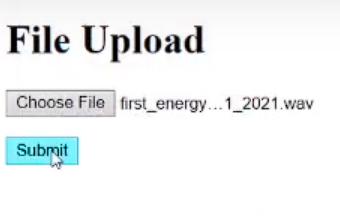 File Upload
Choose File first_energy...1_2021.wav
Submit